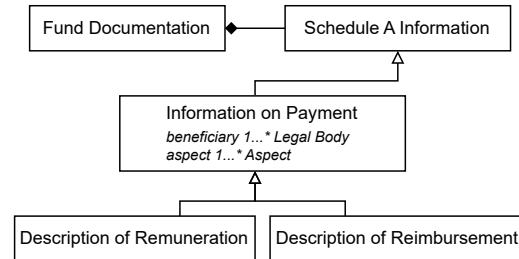 Fund Documentation
Schedule A Information
Information on Payment
beneficiary 1...* Legal Body
aspect 1...* Aspect
Description of Remuneration
Description of Reimbursement